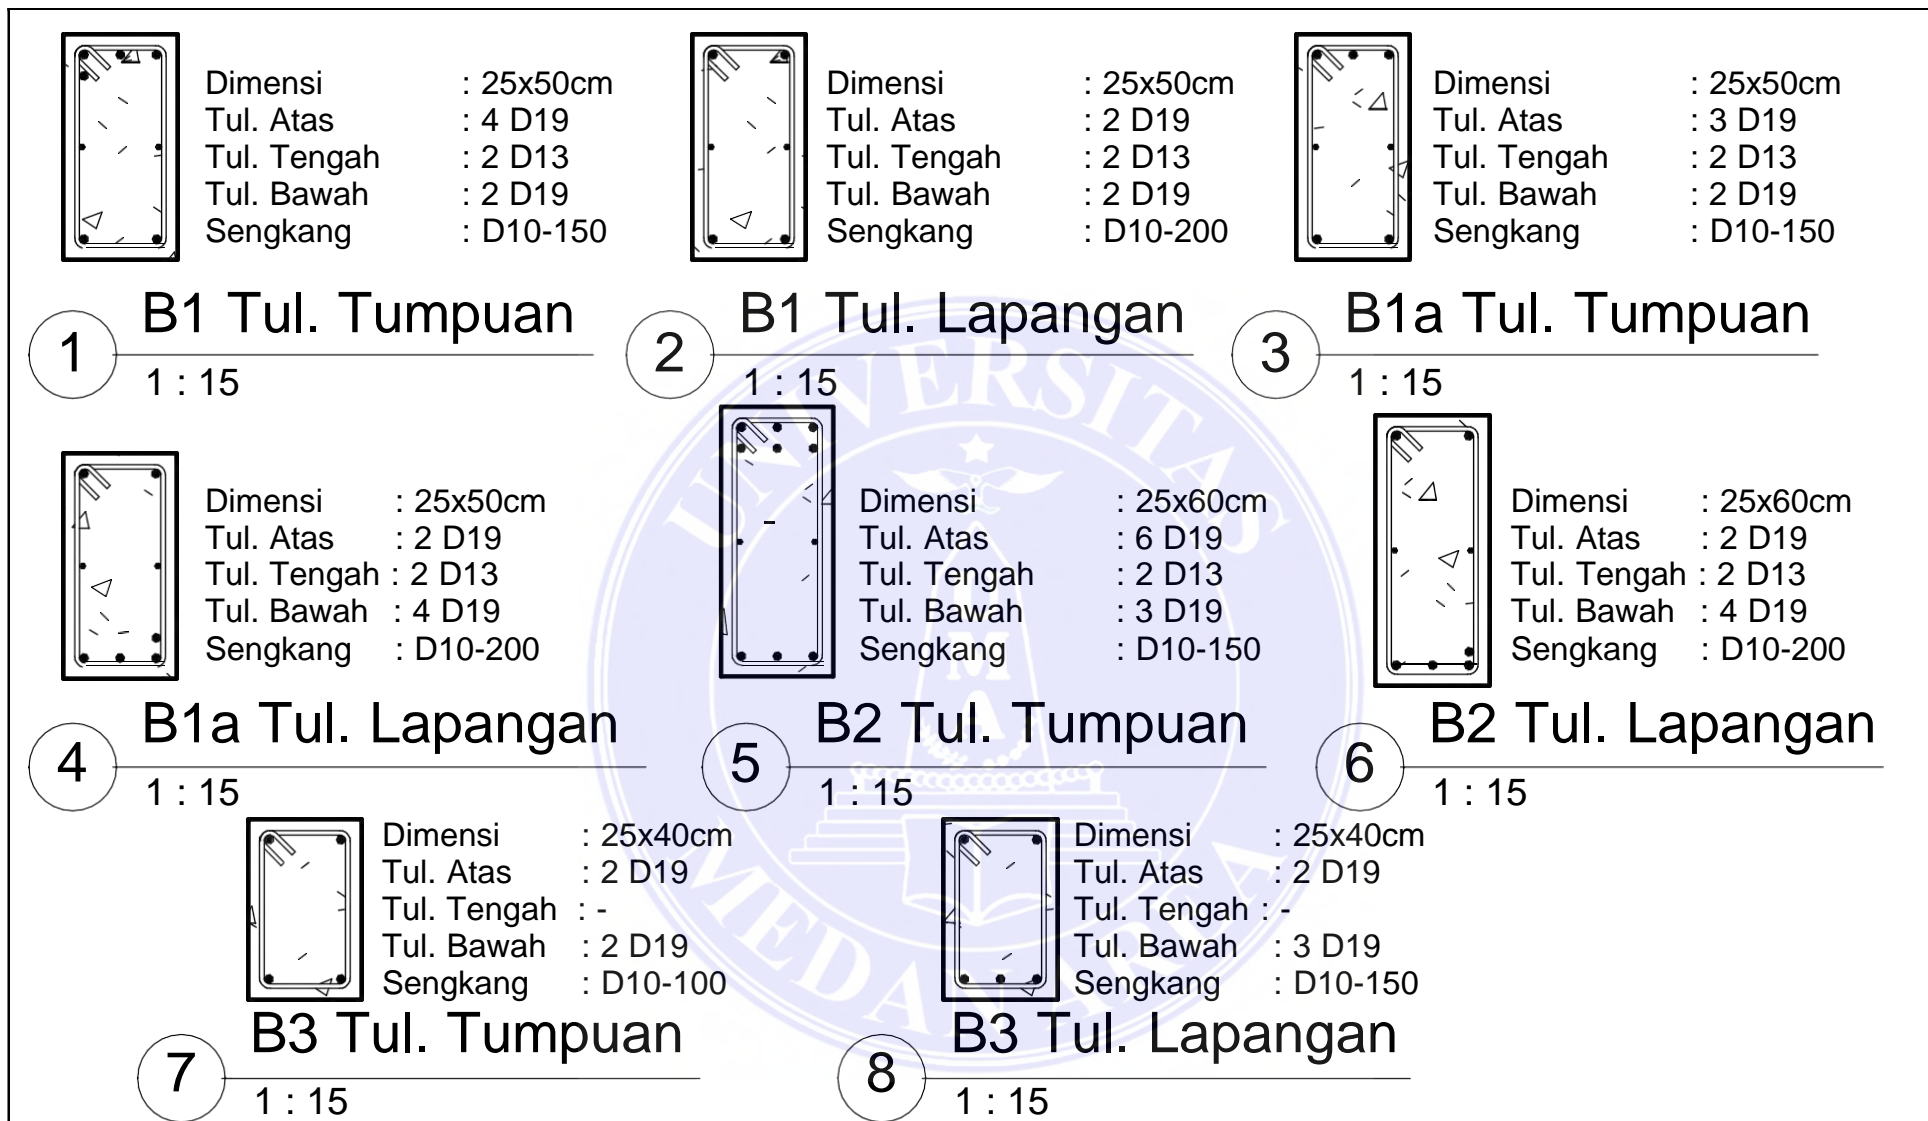 Dimensi : 25x50cm
Tul. Atas : 4 D19
Tul. Tengah : 2 D13
Tul. Bawah : 2 D19
Sengkang : D10-150
1 B1 Tul. Tumpuan
1 : 15
Dimensi : 25x50cm
Tul. Atas : 2 D19
Tul. Tengah : 2 D13
Tul. Bawah : 2 D19
Sengkang : D10-200
2 B1 Tul. Lapangan
1 : 15
Dimensi : 25x50cm
Tul. Atas : 3 D19
Tul. Tengah : 2 D13
Tul. Bawah : 2 D19
Sengkang : D10-150
3 B1a Tul. Tumpuan
1 : 15
Dimensi : 25x50cm
Tul. Atas : 2 D19
Tul. Tengah : 2 D13
Tul. Bawah : 4 D19
Sengkang : D10-200
4 B1a Tul. Lapangan
1 : 15
Dimensi : 25x60cm
Tul. Atas : 6 D19
Tul. Tengah : 2 D13
Tul. Bawah : 3 D19
Sengkang : D10-150
5 B2 Tul. Tumpuan
1 : 15
Dimensi : 25x60cm
Tul. Atas : 2 D19
Tul. Tengah : 2 D13
Tul. Bawah : 4 D19
Sengkang : D10-200
6 B2 Tul. Lapangan
1 : 15
Dimensi : 25x40cm
Tul. Atas : 2 D19
Tul. Tengah : -
Tul. Bawah : 2 D19
Sengkang : D10-100
7 B3 Tul. Tumpuan
1 : 15
Dimensi : 25x40cm
Tul. Atas : 2 D19
Tul. Tengah : -
Tul. Bawah : 3 D19
Sengkang : D10-150
8 B3 Tul. Lapangan
1 : 15
UNIVERSITAS
MEDAN AREA
U
M
A